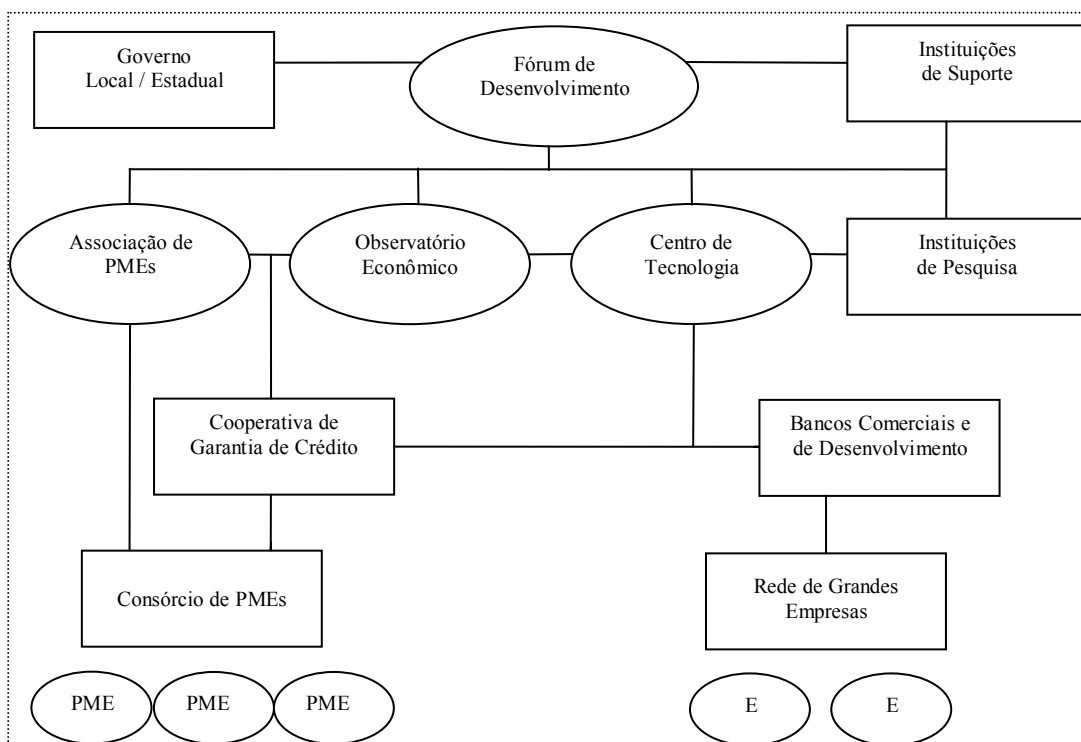 Governo
Local / Estadual
Fórum de
Desenvolvimento
Instituições
de Suporte
Associação de
PMEs
Observatório
Econômico
Centro de
Tecnologia
Instituições
de Pesquisa
Cooperativa de
Garantia de Crédito
Bancos Comerciais e
de Desenvolvimento
Consórcio de PMEs
Rede de Grandes
Empresas
PME
PME
PME
E
E